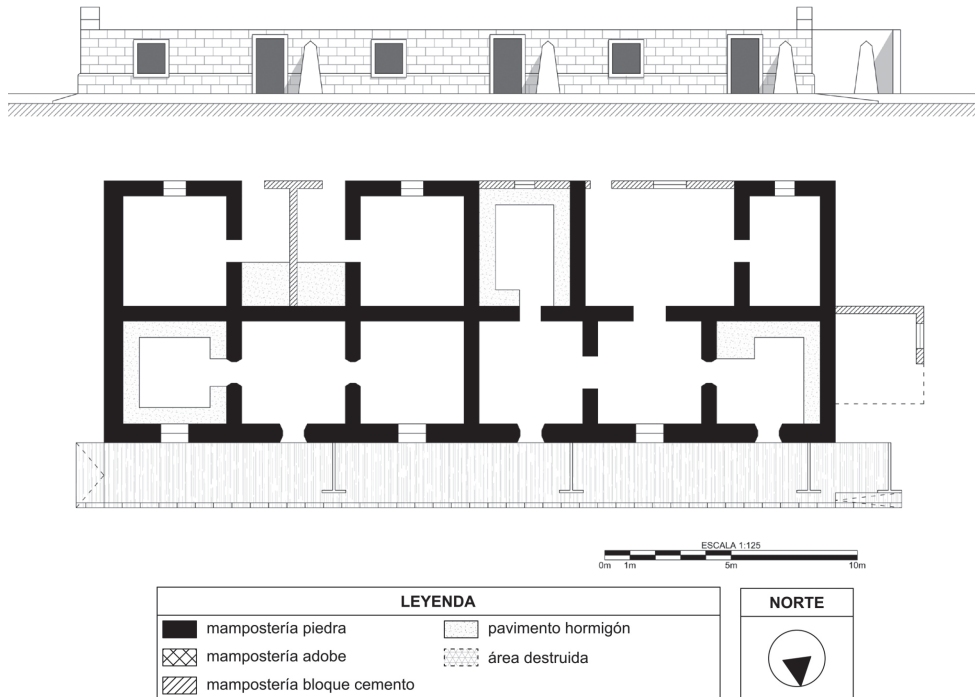 ESCALA 1:125
0m 1m 5m 10m
LEYENDA
mampostería piedra
mampostería adobe
mampostería bloque cemento
pavimento hormigón
área destruida
NORTE